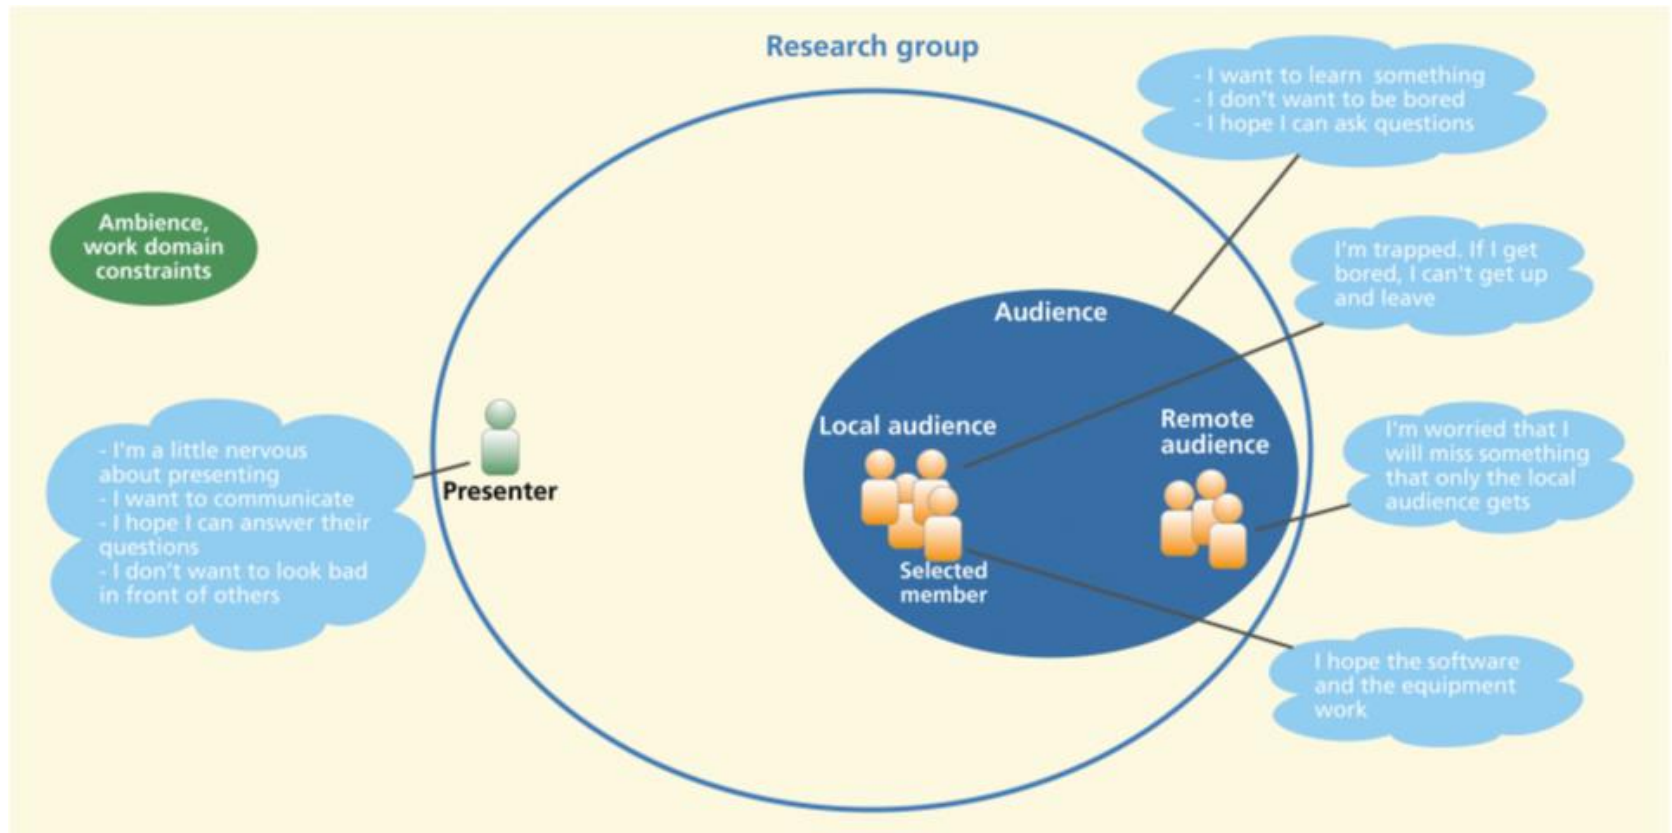 Research group
- I want to learn  something
- I don't want to be bored
- I hope I can ask questions
Ambience,
work domain
constraints
I'm trapped. If I get
bored, I can't get up
and leave
Audience
Local audience
Remote
audience
I'm worried that I
will miss something
that only the local
audience gets
- I'm a little nervous
about presenting
- I want to communicate
- I hope I can answer their
questions
- I don't want to look bad
in front of others
Presenter
Selected
member
I hope the software
and the equipment
work